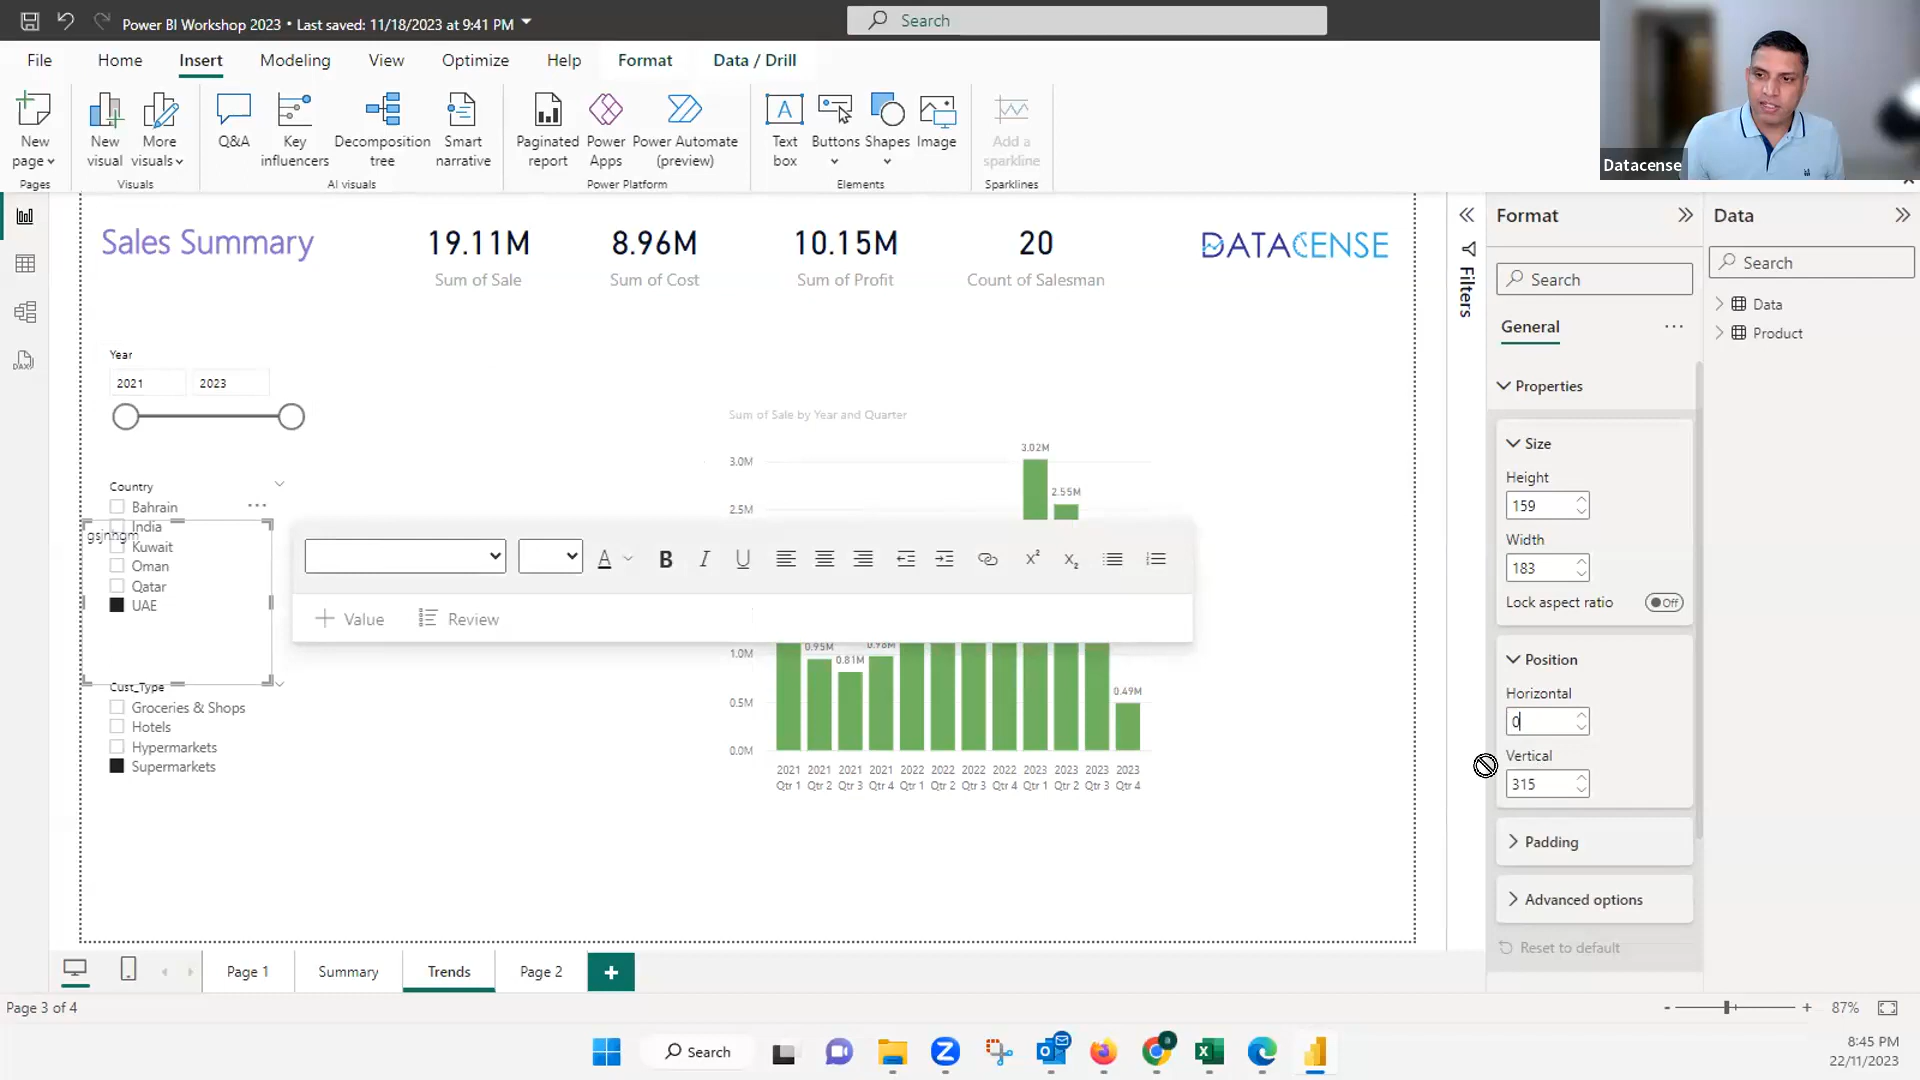 Power BI Workshop 2023 • Last saved: 11/18/2023 at 9:41 PM
Search
File Home Insert Modeling View Optimize Help Format Data / Drill
New page
New visual
More visuals
Q&A
Key influencers
Decomposition tree
Smart narrative
Paginated report
Power Apps
Power Automate (preview)
Text box
Buttons
Shapes
Image
Add a sparkline
Pages
Visuals
AI visuals
Power Platform
Elements
Sparklines
Datacense
Sales Summary
19.11M
Sum of Sale
8.96M
Sum of Cost
10.15M
Sum of Profit
20
Count of Salesman
DATACENSE
Year
2021 2023
Country
Bahrain
India
gsjnhgm
Kuwait
Oman
Qatar
UAE
Cust_Type
Groceries & Shops
Hotels
Hypermarkets
Supermarkets
A B I U x² x₂
+ Value Review
Sum of Sale by Year and Quarter
3.0M
2.5M
1.0M
0.5M
0.0M
3.02M
2.55M
0.95M
0.81M
0.98M
0.49M
2021 2021 2021 2021 2022 2022 2022 2022 2023 2023 2023 2023
Qtr 1 Qtr 2 Qtr 3 Qtr 4 Qtr 1 Qtr 2 Qtr 3 Qtr 4 Qtr 1 Qtr 2 Qtr 3 Qtr 4
Filters
Format
Search
General
Properties
Size
Height
159
Width
183
Lock aspect ratio Off
Position
Horizontal
0
Vertical
315
Padding
Advanced options
Reset to default
Data
Search
Data
Product
Page 1 Summary Trends Page 2 +
Page 3 of 4
- + 87%
Search
8:45 PM
22/11/2023